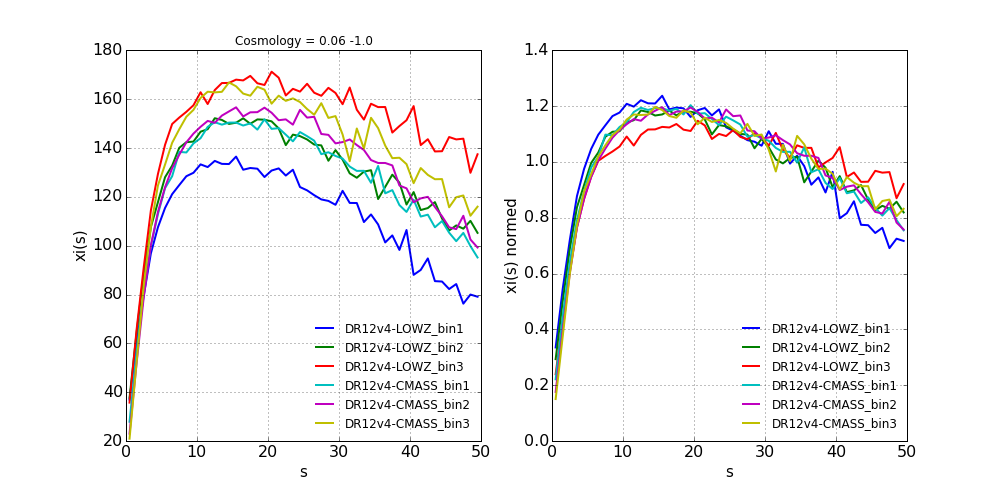 Cosmology = 0.06 -1.0
180
160
140
120
100
80
60
40
20
xi(s)
0
10
20
30
40
50
s
DR12v4-LOWZ_bin1
DR12v4-LOWZ_bin2
DR12v4-LOWZ_bin3
DR12v4-CMASS_bin1
DR12v4-CMASS_bin2
DR12v4-CMASS_bin3
1.4
1.2
1.0
0.8
0.6
0.4
0.2
0.0
xi(s) normed
0
10
20
30
40
50
s
DR12v4-LOWZ_bin1
DR12v4-LOWZ_bin2
DR12v4-LOWZ_bin3
DR12v4-CMASS_bin1
DR12v4-CMASS_bin2
DR12v4-CMASS_bin3